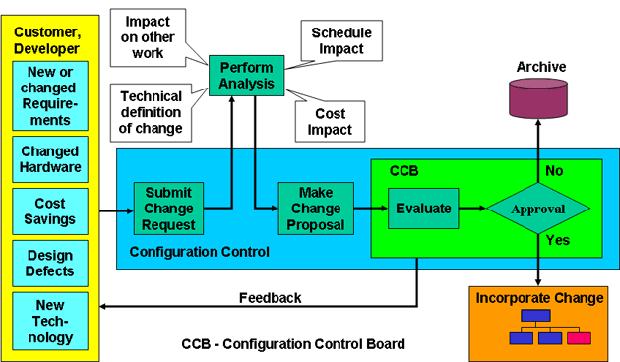 Customer,
Developer
New or
changed
Require-
ments
Changed
Hardware
Cost
Savings
Design
Defects
New
Tech-
nology
Impact
on other
work
Technical
definition
of change
Perform
Analysis
Schedule
Impact
Cost
Impact
Submit
Change
Request
Make
Change
Proposal
Configuration Control
CCB
Evaluate
Approval
No
Yes
Archive
Incorporate Change
Feedback
CCB - Configuration Control Board